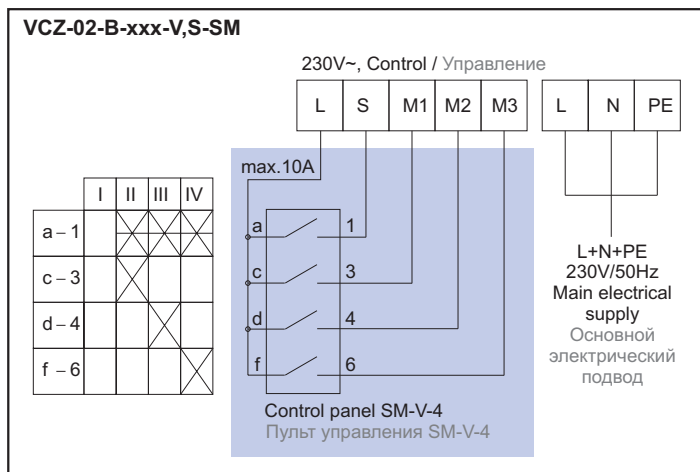 VCZ-02-B-xxx-V,S-SM
230V~, Control / Управление
L S M1 M2 M3 L N PE
max.10A
I II III IV
a – 1
c – 3
d – 4
f – 6
a 1
c 3
d 4
f 6
L+N+PE
230V/50Hz
Main electrical
supply
Основной
электрический
подвод
Control panel SM-V-4
Пульт управления SM-V-4